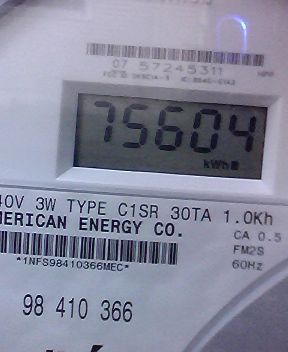 07 57245311
75604
kWh
40V 3W TYPE C1SR 30TA 1.0Kh
MERICAN ENERGY CO.
CA 0.5
FM2S
*1NFS98410366MEC*
60Hz
98 410 366